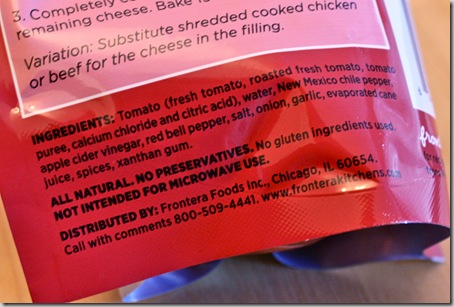 3. Completely
remaining cheese. Bake
Variation: Substitute shredded cooked chicken
or beef for the cheese in the filling.
INGREDIENTS: Tomato (fresh tomato, roasted fresh tomato, tomato
puree, calcium chloride and citric acid), water, New Mexico chile pepper,
apple cider vinegar, red bell pepper, salt, onion, garlic, evaporated cane
juice, spices, xanthan gum.
ALL NATURAL. NO PRESERVATIVES. No gluten ingredients used.
NOT INTENDED FOR MICROWAVE USE.
DISTRIBUTED BY: Frontera Foods Inc., Chicago, IL 60654.
Call with comments 800-509-4441. www.fronterakitchens.com